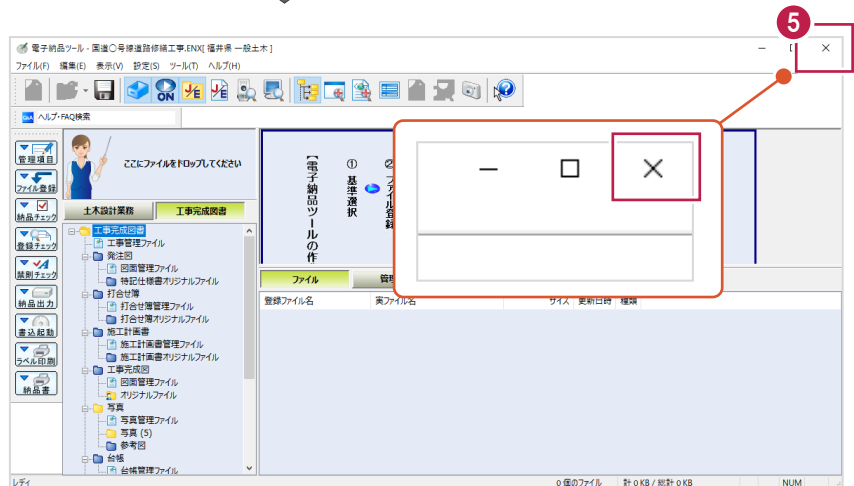 5
電子納品ツール - 国道〇号線道路修繕工事.ENX[ 福井県 一般土木 ]
ファイル(F) 編集(E) 表示(V) 設定(S) ツール(T) ヘルプ(H)
ON
Q&A ヘルプ・FAQ検索
管理項目
ファイル登録
納品チェック
登録チェック
禁則チェック
納品出力
書込起動
ラベル印刷
納品書
ここにファイルをドロップしてください
土木設計業務 工事完成図書
工事完成図書
工事管理ファイル
発注図
図面管理ファイル
特記仕様書オリジナルファイル
打合せ簿
打合せ簿管理ファイル
打合せ簿オリジナルファイル
施工計画書
施工計画書管理ファイル
施工計画書オリジナルファイル
工事完成図
図面管理ファイル
オリジナルファイル
写真
写真管理ファイル
写真 (5)
参考図
台帳
台帳管理ファイル
【電子納品ツールの作
① 基準選択
② ファイル登録
ファイル 管理
登録ファイル名 実ファイル名 サイズ 更新日時 種類
レディ 0 個のファイル 計 0 KB / 総計 0 KB NUM